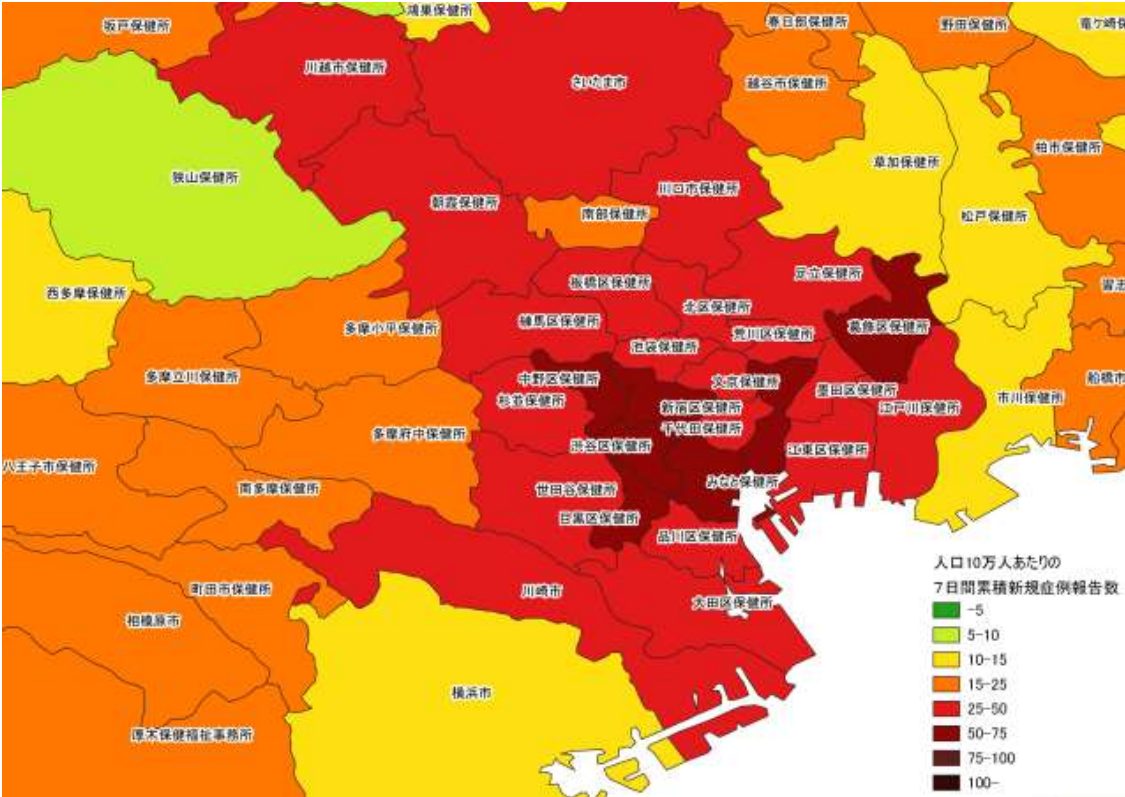 鴻巣保健所
坂戸保健所
春日部保健所
野田保健所
竜ケ崎保
川越市保健所
さいたま市
越谷市保健所
柏市保健所
草加保健所
狭山保健所
川口市保健所
朝霞保健所
南部保健所
松戸保健所
足立保健所
板橋区保健所
習志
西多摩保健所
北区保健所
練馬区保健所
多摩小平保健所
荒川区保健所
葛飾区保健所
池袋保健所
多摩立川保健所
中野区保健所
文京保健所
船橋市
墨田区保健所
杉並保健所
市川保健所
新宿区保健所
江戸川保健所
千代田保健所
多摩府中保健所
渋谷区保健所
江東区保健所
八王子市保健所
みなと保健所
南多摩保健所
世田谷保健所
目黒区保健所
品川区保健所
町田市保健所
川崎市
大田区保健所
相模原市
横浜市
厚木保健福祉事務所
人口10万人あたりの
7日間累積新規症例報告数
-5
5-10
10-15
15-25
25-50
50-75
75-100
100-